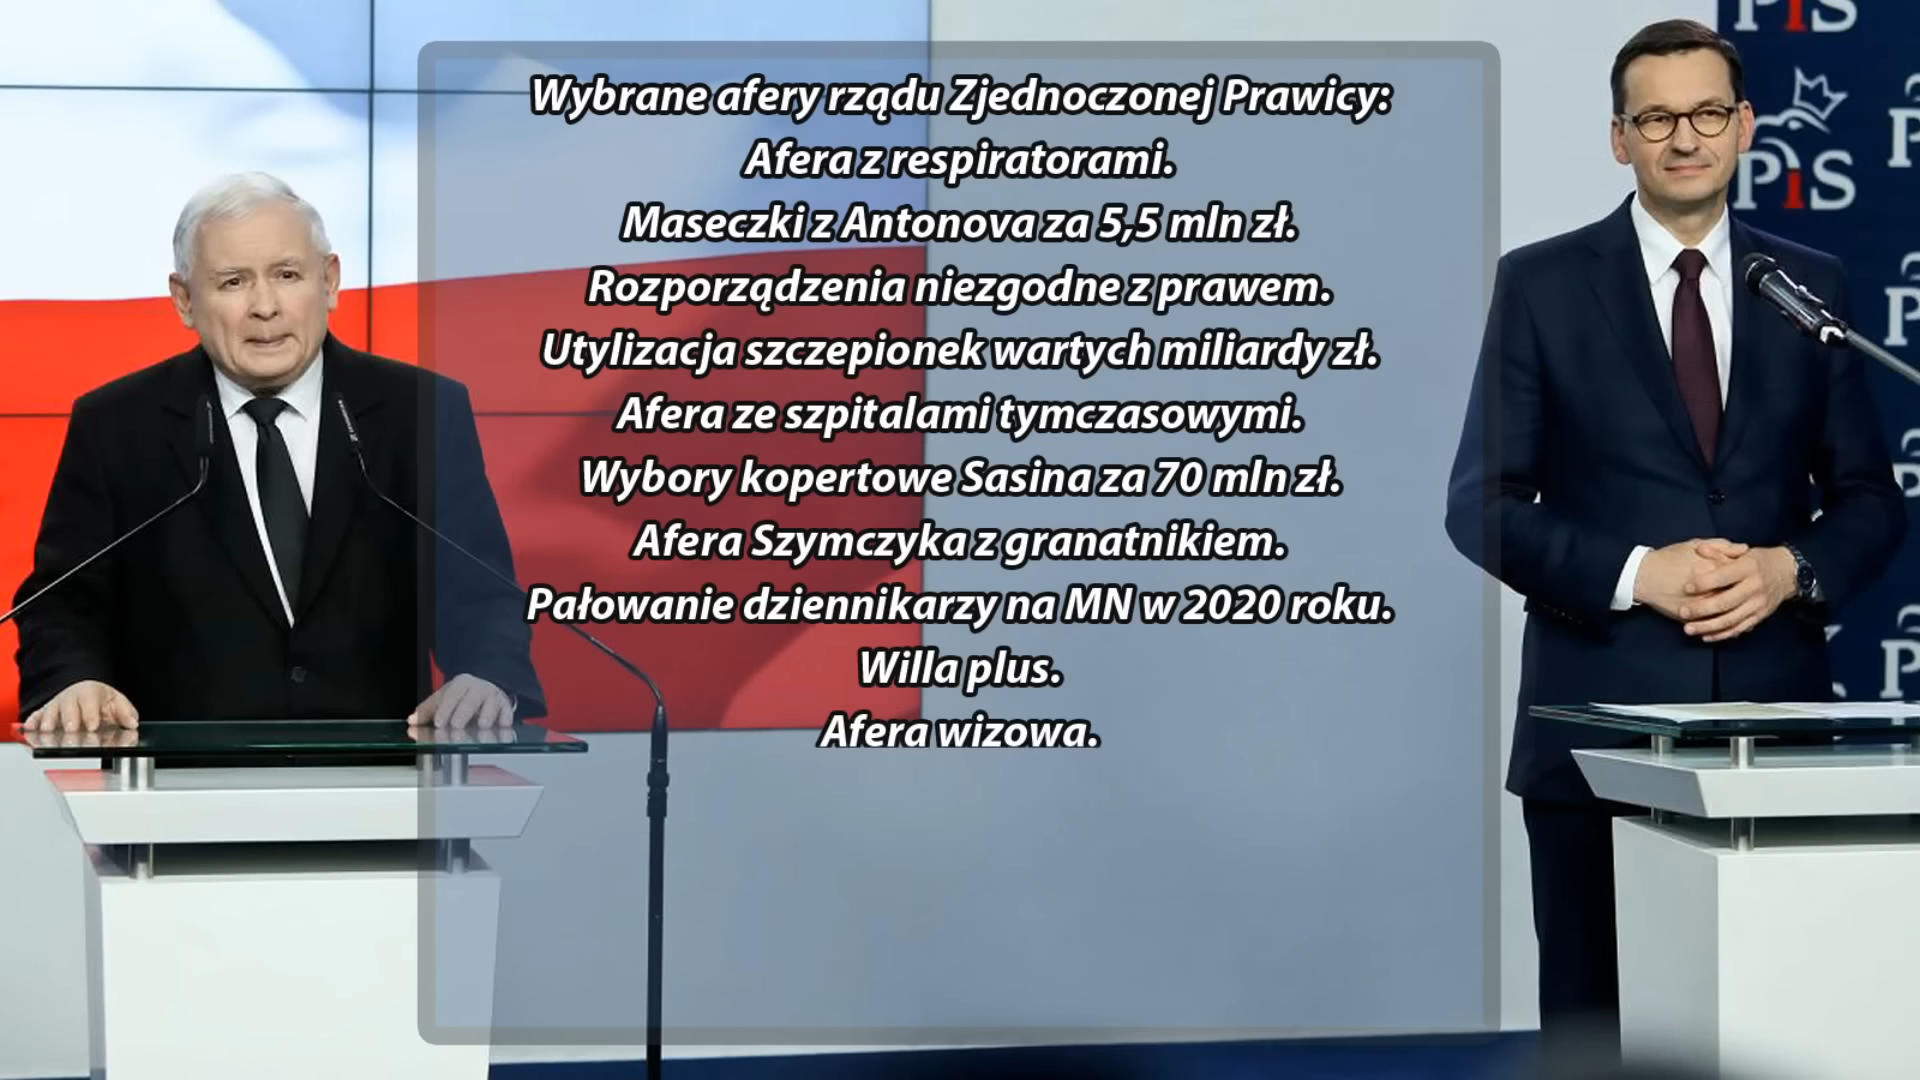 Wybrane afery rządu Zjednoczonej Prawicy:
Afera z respiratorami.
Maseczki z Antonova za 5,5 mln zł.
Rozporządzenia niezgodne z prawem.
Utylizacja szczepionek wartych miliardy zł.
Afera ze szpitalami tymczasowymi.
Wybory kopertowe Sasina za 70 mln zł.
Afera Szymczyka z granatnikiem.
Pałowanie dziennikarzy na MN w 2020 roku.
Willa plus.
Afera wizowa.
PiS
PiS